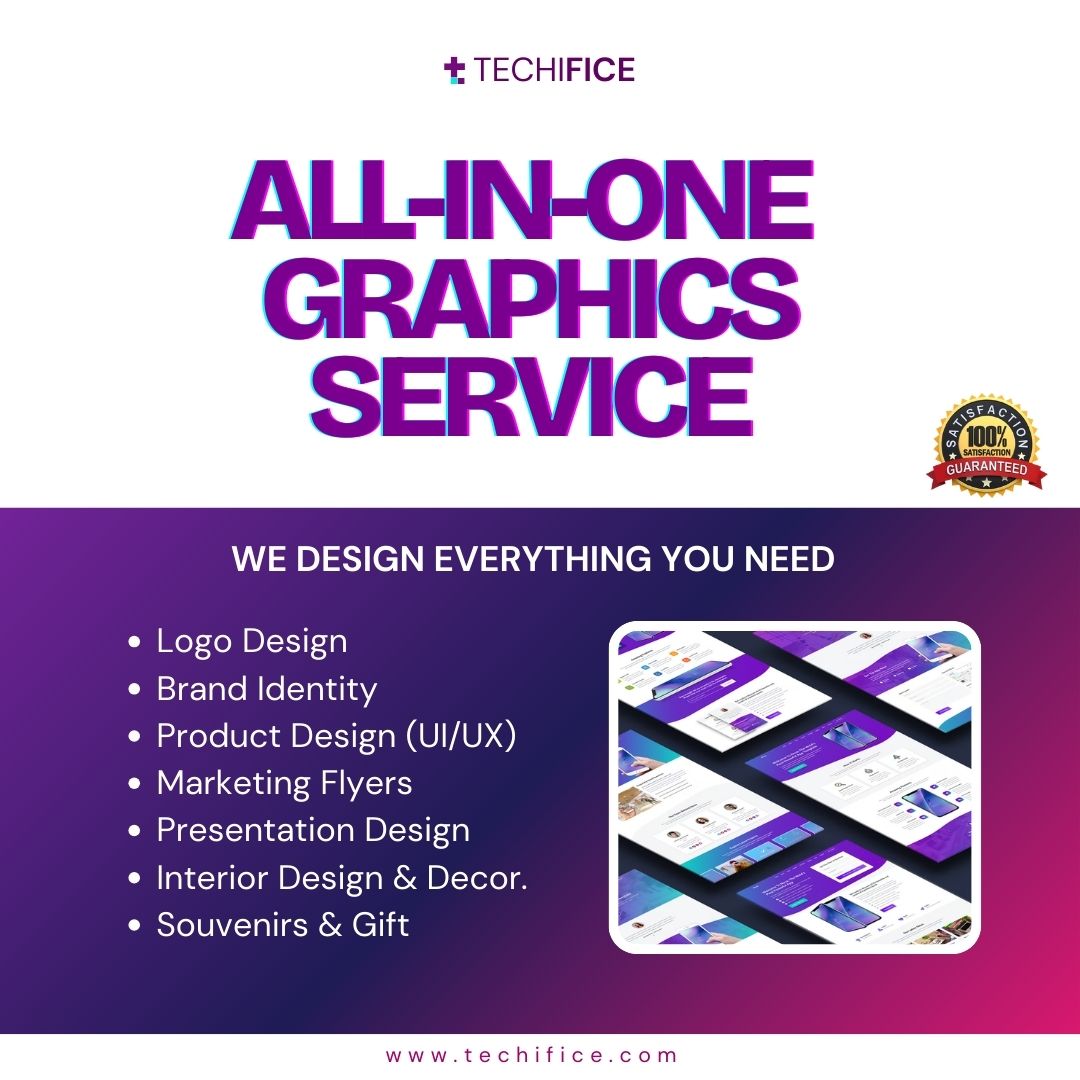 TECHIFICE
ALL-IN-ONE
GRAPHICS
SERVICE
SATISFACTION
100%
SATISFACTION
GUARANTEED
WE DESIGN EVERYTHING YOU NEED
• Logo Design
• Brand Identity
• Product Design (UI/UX)
• Marketing Flyers
• Presentation Design
• Interior Design & Decor.
• Souvenirs & Gift
www.techifice.com